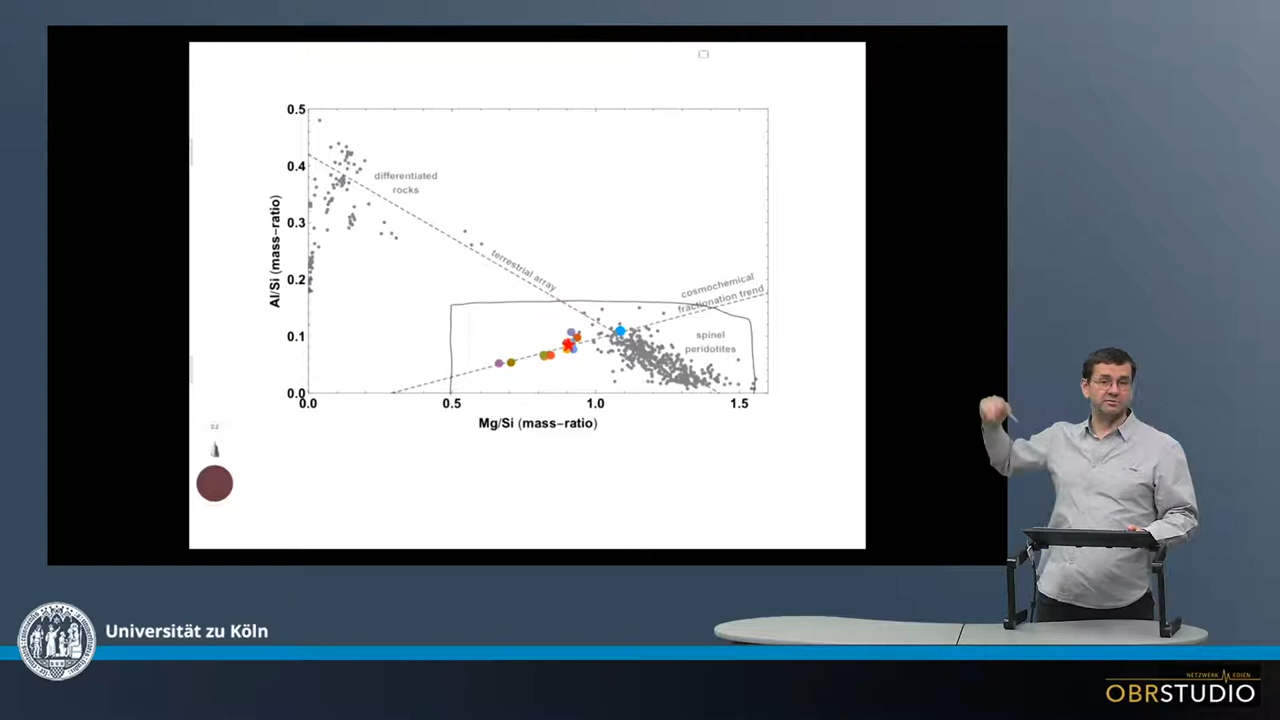 0.5
0.4
0.3
0.2
0.1
0.0
Al/Si (mass−ratio)
differentiated
rocks
terrestrial array
cosmochemical
fractionation trend
spinel
peridotites
0.0
0.5
1.0
1.5
Mg/Si (mass−ratio)
0.2
Universität zu Köln
NETZWERK MEDIEN
OBRSTUDIO